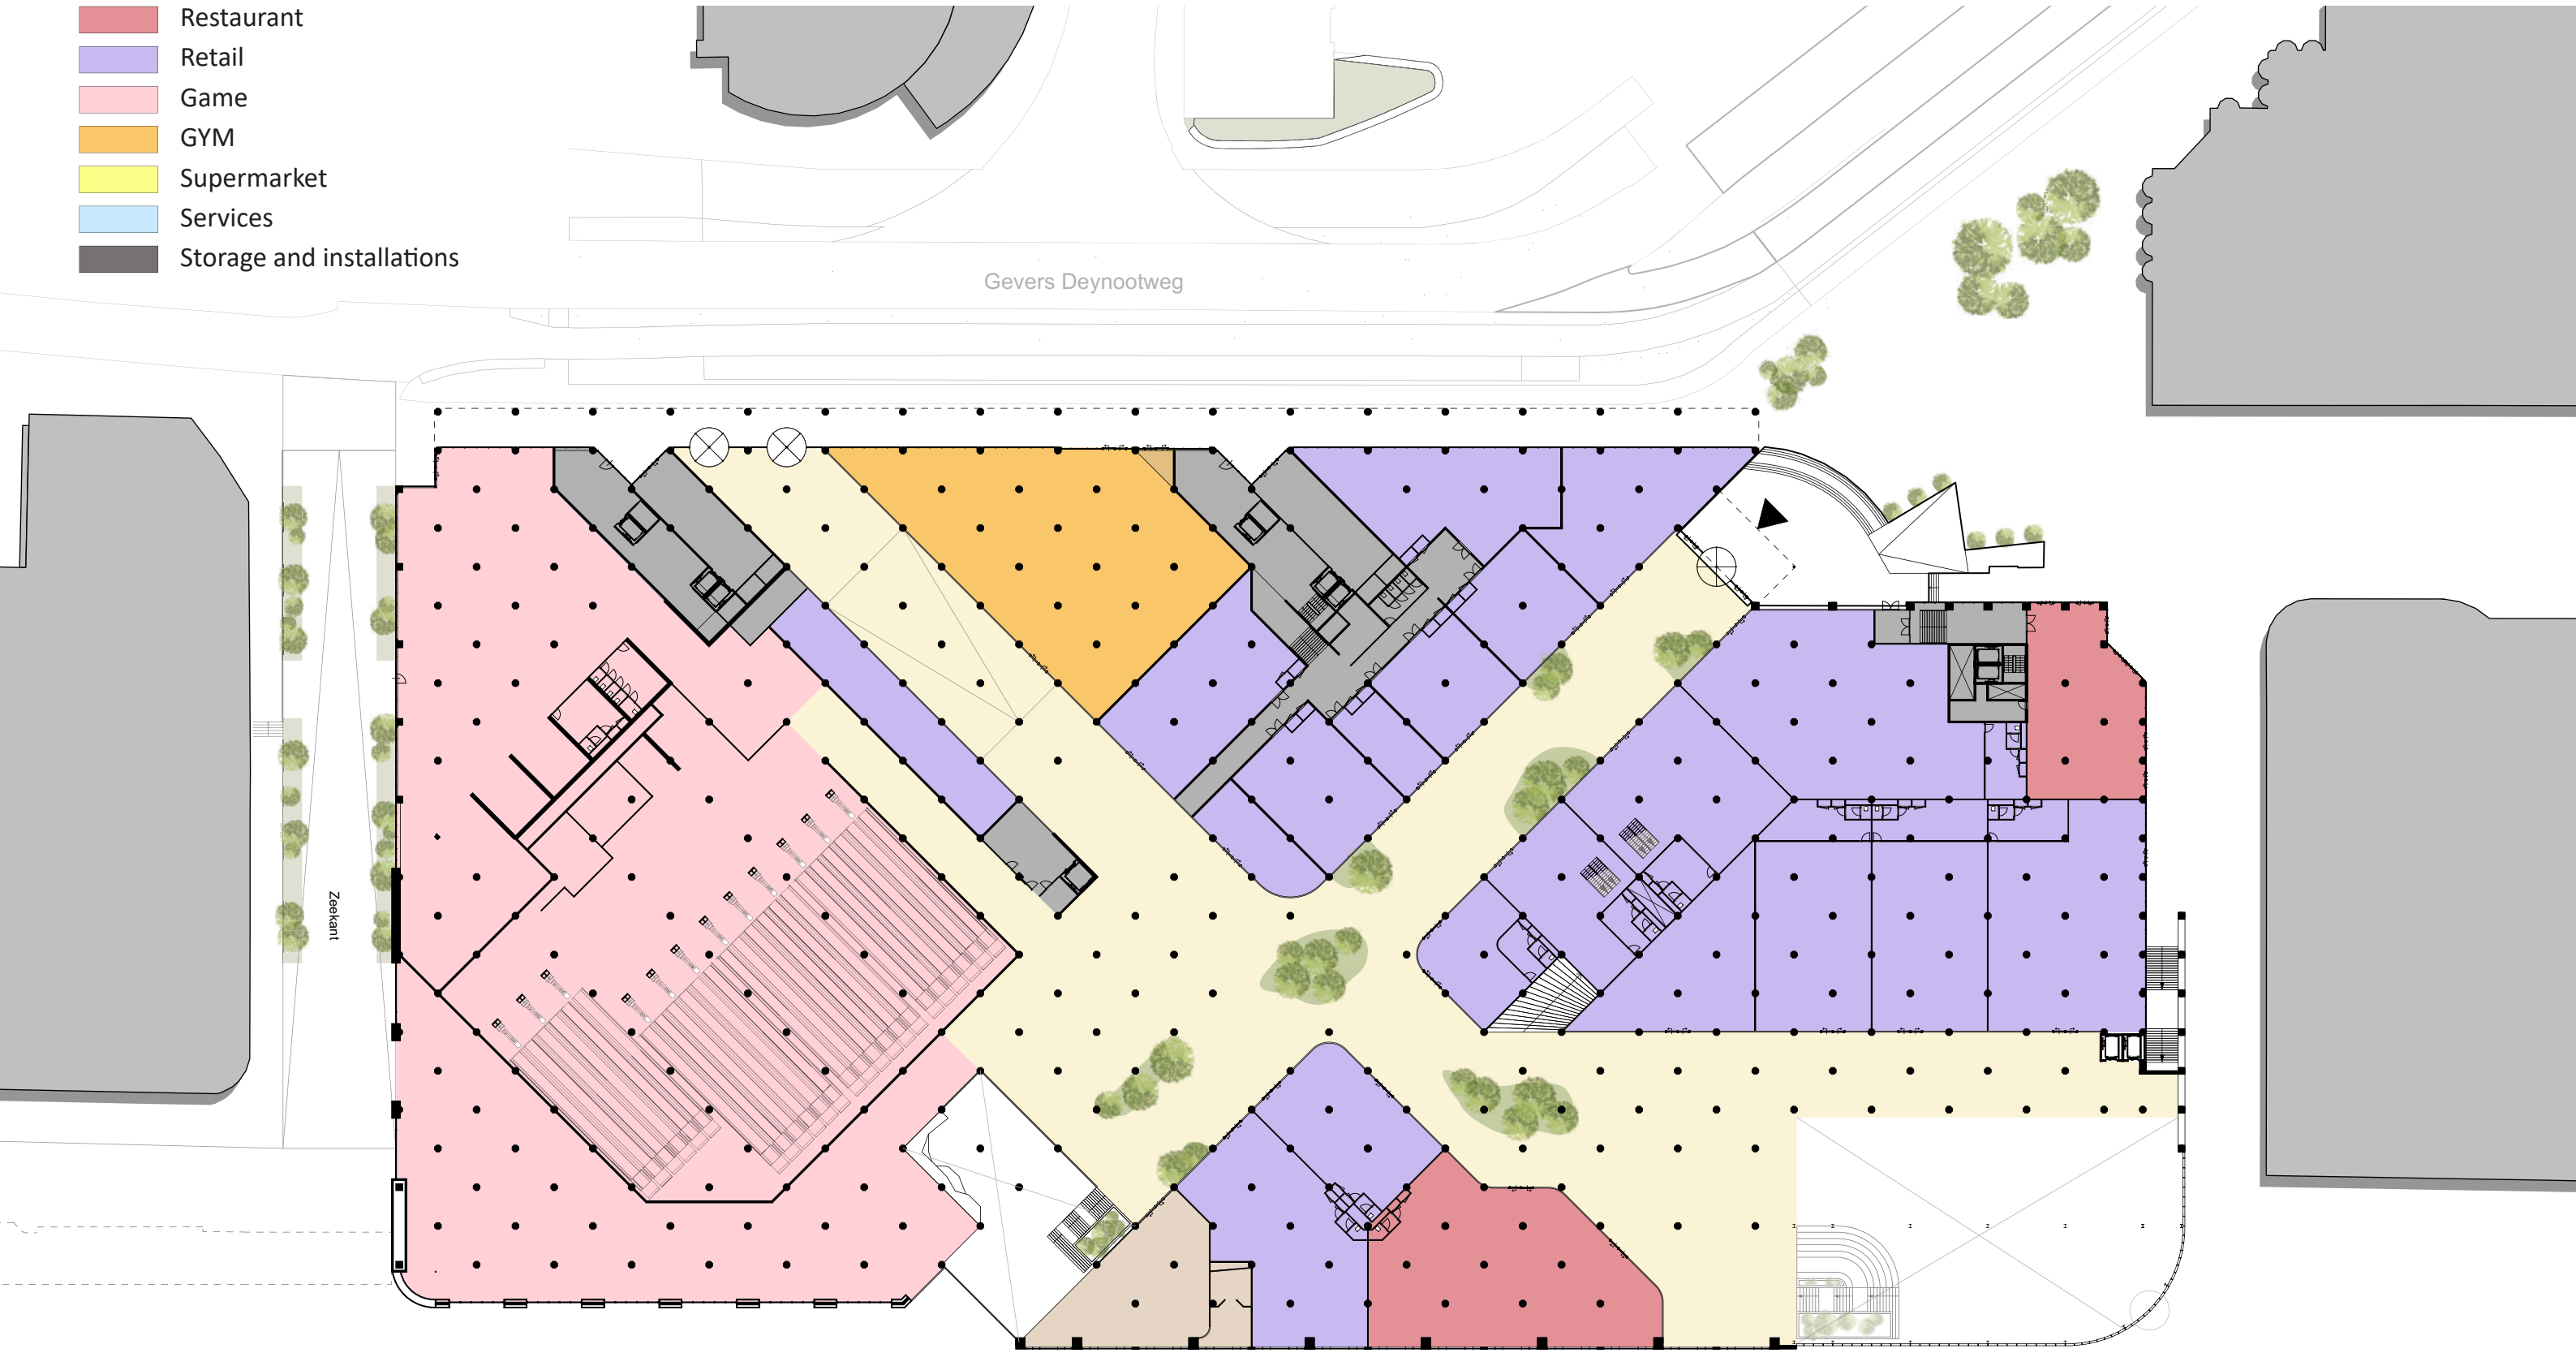 Restaurant
Retail
Game
GYM
Supermarket
Services
Storage and installations
Gevers Deynootweg
Zeekant